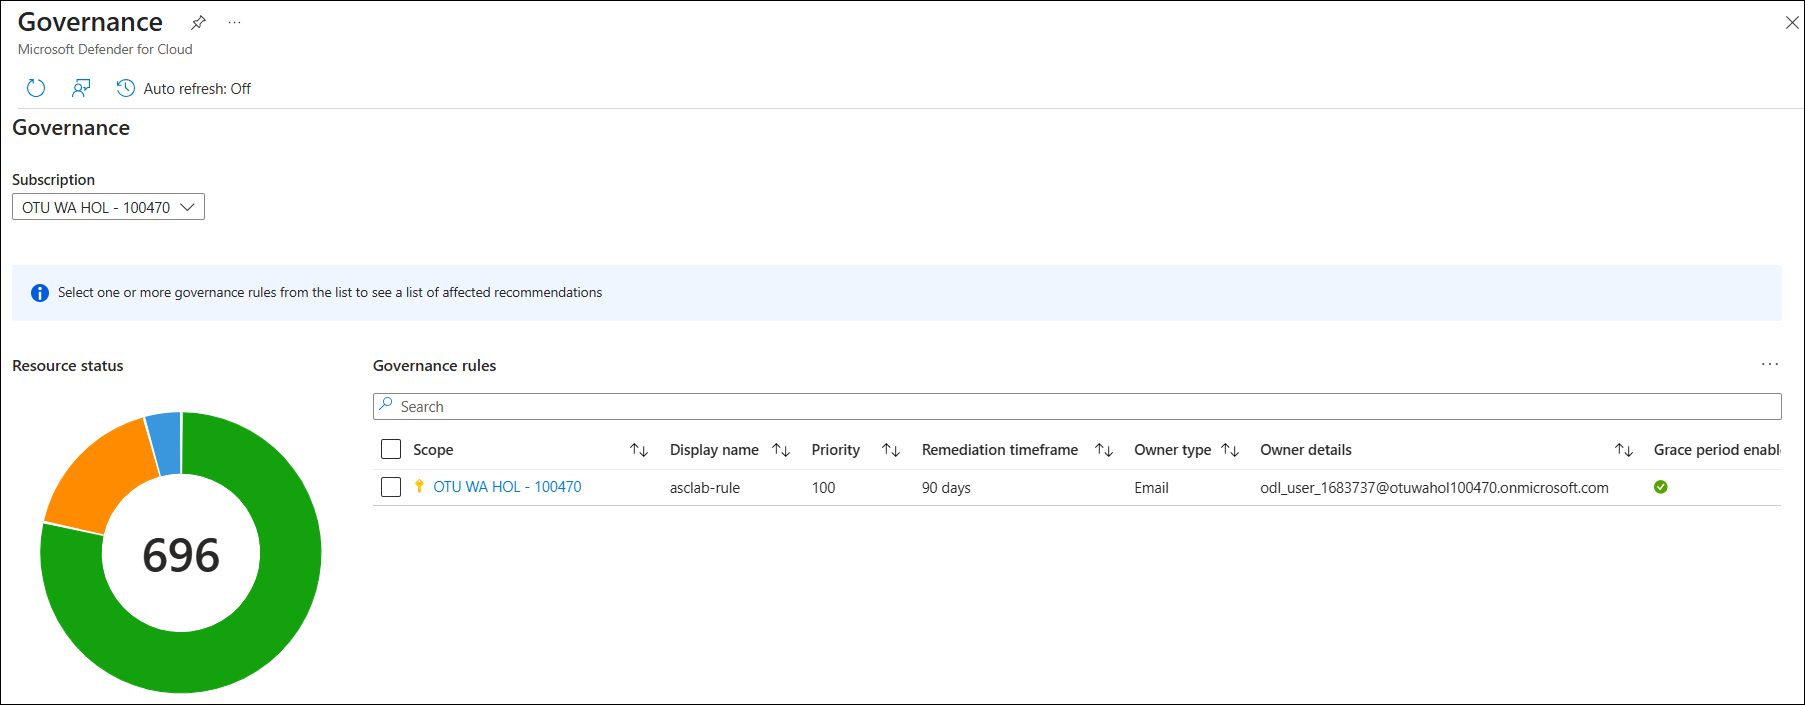 Governance
Microsoft Defender for Cloud
Auto refresh: Off
Governance
Subscription
OTU WA HOL - 100470
Select one or more governance rules from the list to see a list of affected recommendations
Resource status
696
Governance rules
Search
Scope Display name Priority Remediation timeframe Owner type Owner details Grace period enabl
OTU WA HOL - 100470 asclab-rule 100 90 days Email odl_user_1683737@otuwahol100470.onmicrosoft.com